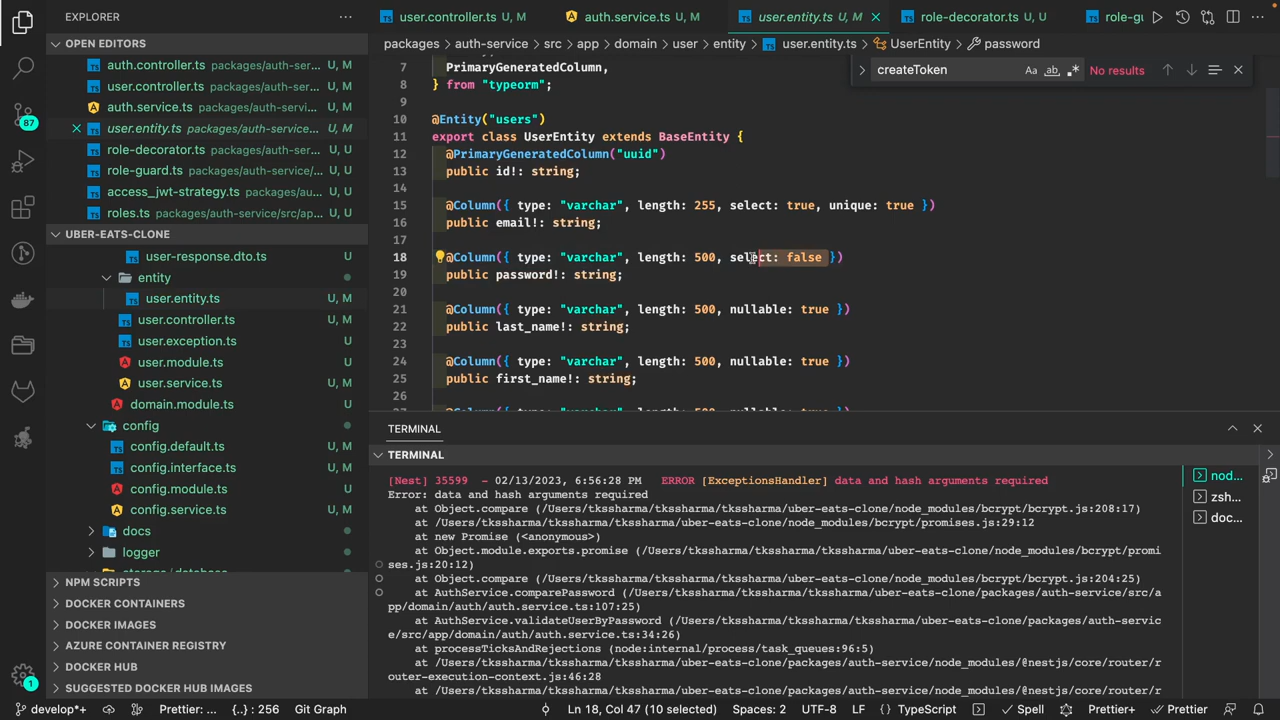 EXPLORER
OPEN EDITORS
auth.controller.ts packages/auth-ser... U, M
user.controller.ts packages/auth-ser... U, M
auth.service.ts packages/auth-servi... U, M
user.entity.ts packages/auth-service... U, M
role-decorator.ts packages/auth-ser... U, U
role-guard.ts packages/auth-service/... U, U
access_jwt-strategy.ts packages/au... U, U
roles.ts packages/auth-service/src/ap... U, U
UBER-EATS-CLONE
user-response.dto.ts U, M
entity
user.entity.ts U, M
user.controller.ts U, M
user.exception.ts U, M
user.module.ts U, M
user.service.ts U, M
domain.module.ts U
config
config.default.ts U, M
config.interface.ts U, M
config.module.ts U, M
config.service.ts U, M
docs
logger
NPM SCRIPTS
DOCKER CONTAINERS
DOCKER IMAGES
AZURE CONTAINER REGISTRY
DOCKER HUB
SUGGESTED DOCKER HUB IMAGES
87
1
user.controller.ts U, M auth.service.ts U, M user.entity.ts U, M role-decorator.ts U, U role-gu
packages > auth-service > src > app > domain > user > entity > user.entity.ts > UserEntity > password
createToken Aa ab No results
7 PrimaryGeneratedColumn,
8 } from "typeorm";
9
10 @Entity("users")
11 export class UserEntity extends BaseEntity {
12 @PrimaryGeneratedColumn("uuid")
13 public id!: string;
14
15 @Column({ type: "varchar", length: 255, select: true, unique: true })
16 public email!: string;
17
18 @Column({ type: "varchar", length: 500, select: false })
19 public password!: string;
20
21 @Column({ type: "varchar", length: 500, nullable: true })
22 public last_name!: string;
23
24 @Column({ type: "varchar", length: 500, nullable: true })
25 public first_name!: string;
26
TERMINAL
TERMINAL
[Nest] 35599 - 02/13/2023, 6:56:28 PM ERROR [ExceptionsHandler] data and hash arguments required
Error: data and hash arguments required
at Object.compare (/Users/tkssharma/tkssharma/uber-eats-clone/node_modules/bcrypt/bcrypt.js:208:17)
at /Users/tkssharma/tkssharma/uber-eats-clone/node_modules/bcrypt/promises.js:29:12
at new Promise (<anonymous>)
at Object.module.exports.promise (/Users/tkssharma/tkssharma/uber-eats-clone/node_modules/bcrypt/promi
ses.js:20:12)
at Object.compare (/Users/tkssharma/tkssharma/uber-eats-clone/node_modules/bcrypt/bcrypt.js:204:25)
at AuthService.comparePassword (/Users/tkssharma/tkssharma/uber-eats-clone/packages/auth-service/src/a
pp/domain/auth/auth.service.ts:107:25)
at AuthService.validateUserByPassword (/Users/tkssharma/tkssharma/uber-eats-clone/packages/auth-servic
e/src/app/domain/auth/auth.service.ts:34:26)
at processTicksAndRejections (node:internal/process/task_queues:96:5)
at /Users/tkssharma/tkssharma/uber-eats-clone/packages/auth-service/node_modules/@nestjs/core/router/r
outer-execution-context.js:46:28
at /Users/tkssharma/tkssharma/uber-eats-clone/packages/auth-service/node_modules/@nestjs/core/router/r
node...
zsh...
doc...
develop*+ Prettier: ... {..} : 256 Git Graph Ln 18, Col 47 (10 selected) Spaces: 2 UTF-8 LF TypeScript Spell Prettier+ Prettier